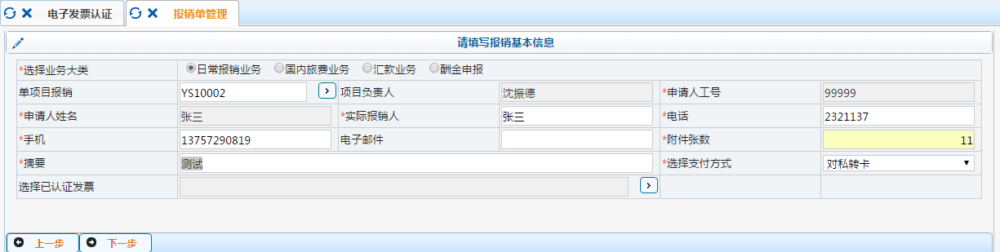 电子发票认证 报销单管理
请填写报销基本信息
*选择业务大类 日常报销业务 国内旅费业务 汇款业务 酬金申报
单项目报销 YS10002 项目负责人 沈振德 *申请人工号 99999
*申请人姓名 张三 *实际报销人 张三 *电话 2321137
*手机 13757290819 电子邮件 *附件张数 11
*摘要 测试 *选择支付方式 对私转卡
选择已认证发票
上一步 下一步